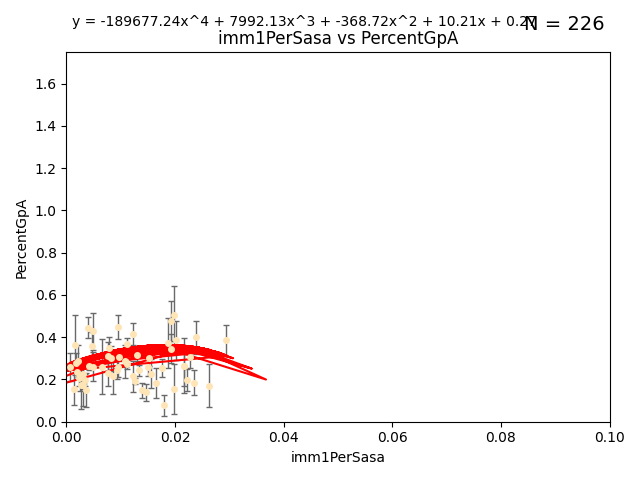 y = -189677.24x^4 + 7992.13x^3 + -368.72x^2 + 10.21x + 0.27
N = 226
imm1PerSasa vs PercentGpA
PercentGpA
1.6
1.4
1.2
1.0
0.8
0.6
0.4
0.2
0.0
0.00 0.02 0.04 0.06 0.08 0.10
imm1PerSasa